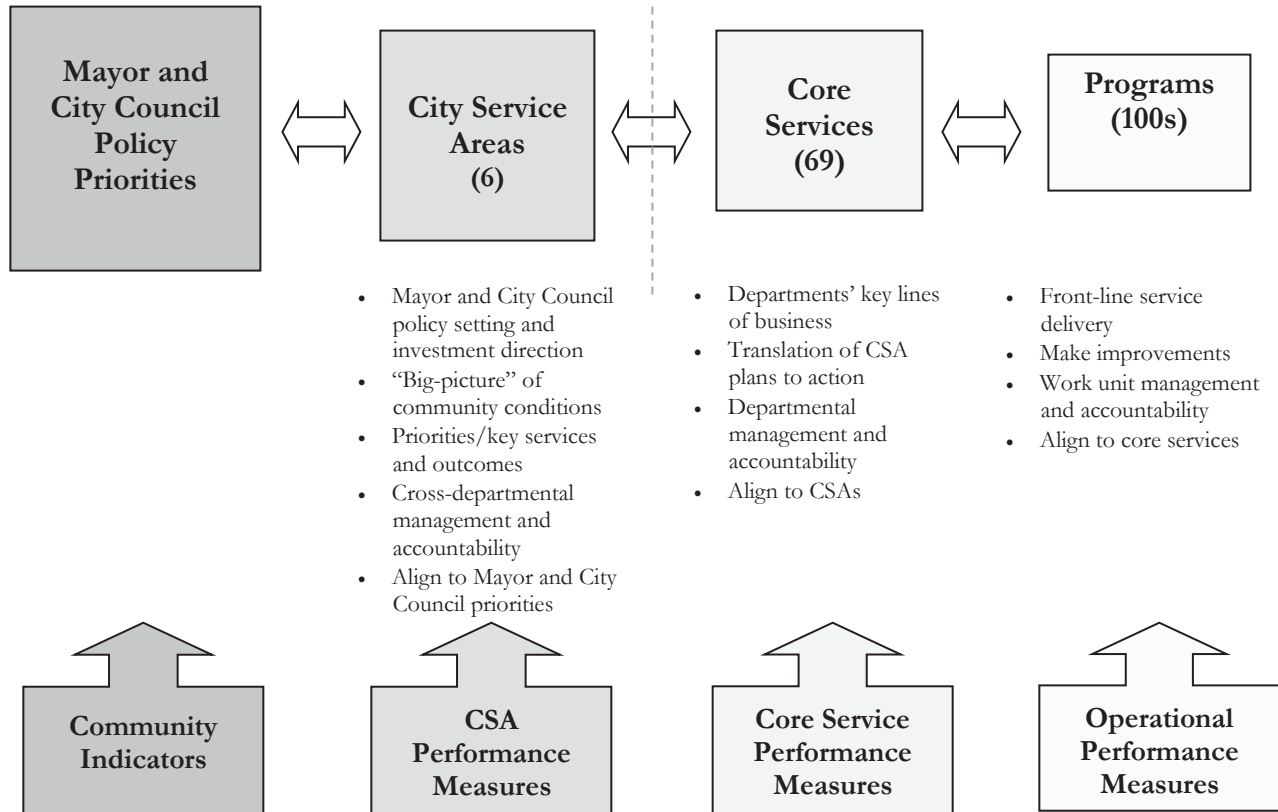 Mayor and
City Council
Policy
Priorities
City Service
Areas
(6)
Core
Services
(69)
Programs
(100s)
• Mayor and City Council
policy setting and
investment direction
• “Big-picture” of
community conditions
• Priorities/key services
and outcomes
• Cross-departmental
management and
accountability
• Align to Mayor and City
Council priorities
• Departments’ key lines
of business
• Translation of CSA
plans to action
• Departmental
management and
accountability
• Align to CSAs
• Front-line service
delivery
• Make improvements
• Work unit management
and accountability
• Align to core services
Community
Indicators
CSA
Performance
Measures
Core Service
Performance
Measures
Operational
Performance
Measures